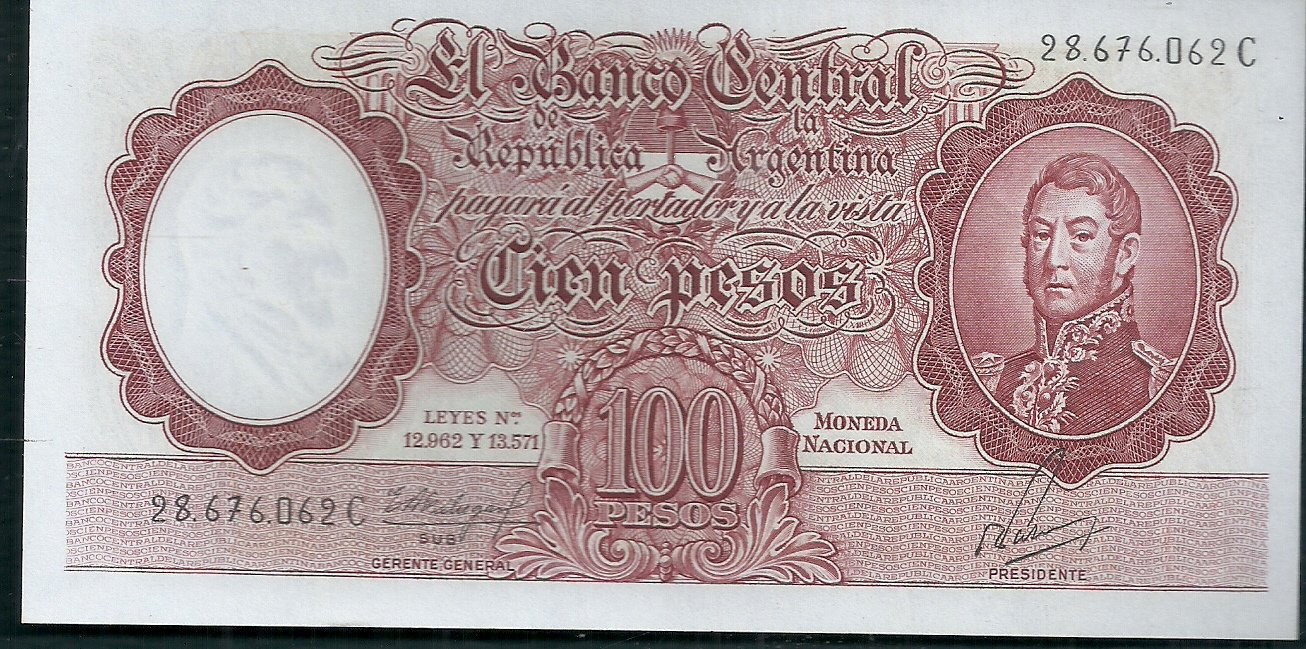 28.676.062 C
El Banco Central
de la
República Argentina
pagará al portador y a la vista
Cien pesos
LEYES Nos.
12.962 Y 13.571
MONEDA
NACIONAL
100
PESOS
28.676.062 C
SUB
GERENTE GENERAL
PRESIDENTE